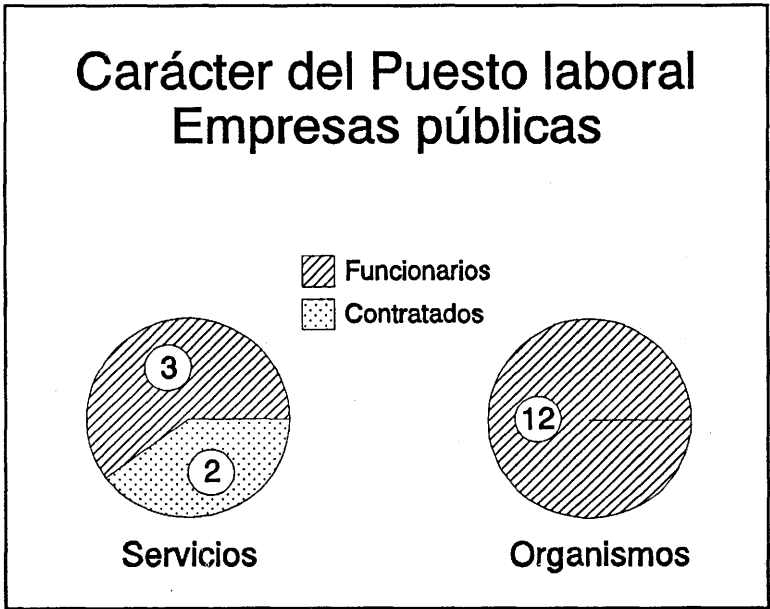 Carácter del Puesto laboral
Empresas públicas
Funcionarios
Contratados
3
2
12
Servicios
Organismos